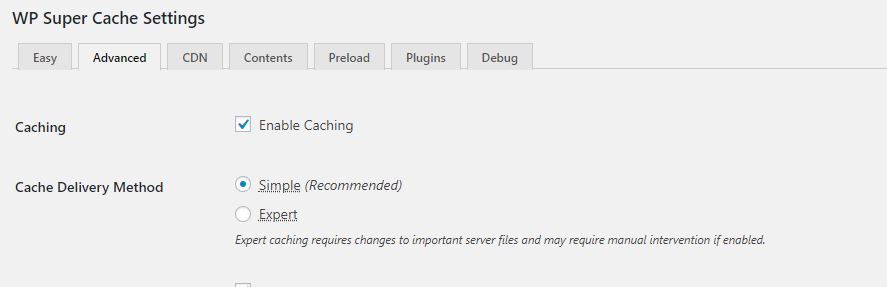 WP Super Cache Settings
Easy Advanced CDN Contents Preload Plugins Debug
Caching Enable Caching
Cache Delivery Method Simple (Recommended)
Expert
Expert caching requires changes to important server files and may require manual intervention if enabled.